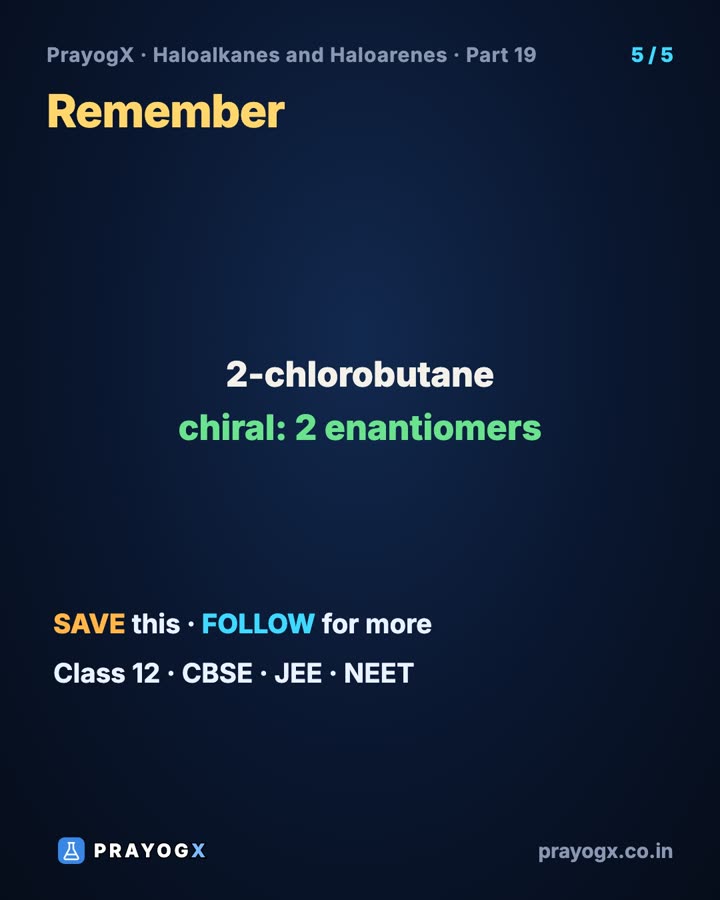 PrayogX · Haloalkanes and Haloarenes · Part 19
5 / 5
Remember
2-chlorobutane
chiral: 2 enantiomers
SAVE this · FOLLOW for more
Class 12 · CBSE · JEE · NEET
PRAYOGX
prayogx.co.in